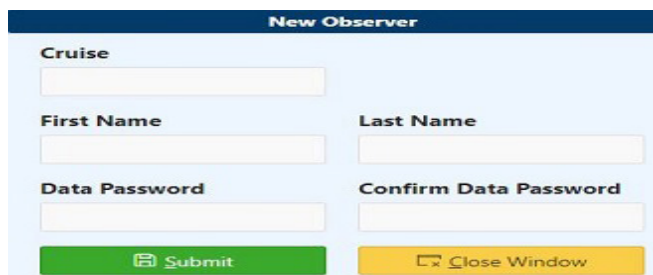 New Observer
Cruise
First Name Last Name
Data Password Confirm Data Password
Submit Close Window